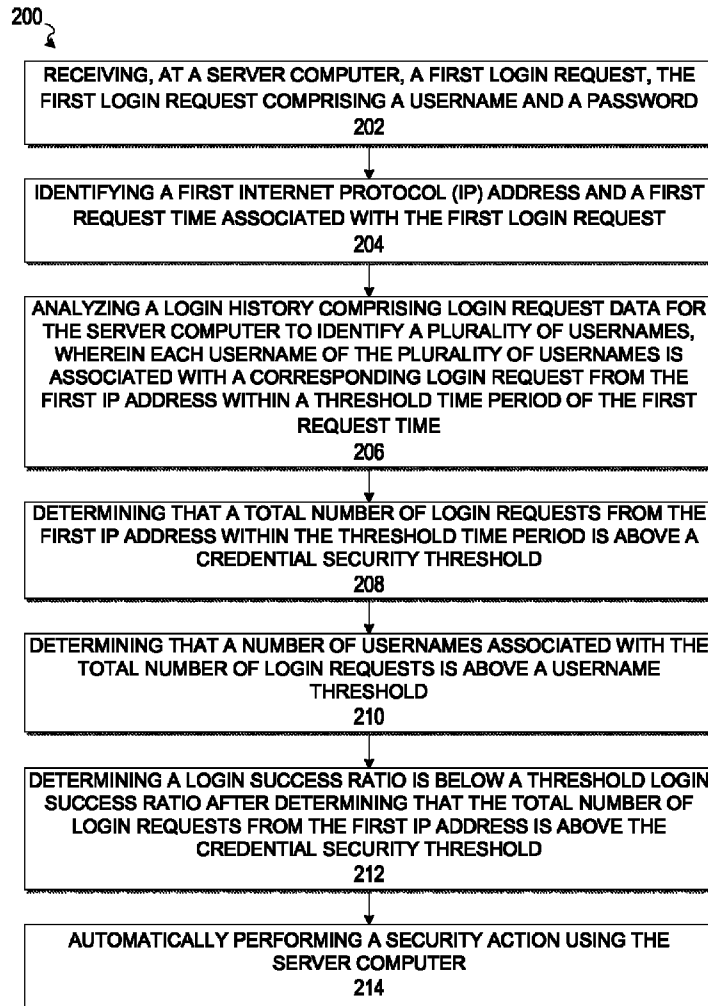 200
RECEIVING, AT A SERVER COMPUTER, A FIRST LOGIN REQUEST, THE
FIRST LOGIN REQUEST COMPRISING A USERNAME AND A PASSWORD
202
IDENTIFYING A FIRST INTERNET PROTOCOL (IP) ADDRESS AND A FIRST
REQUEST TIME ASSOCIATED WITH THE FIRST LOGIN REQUEST
204
ANALYZING A LOGIN HISTORY COMPRISING LOGIN REQUEST DATA FOR
THE SERVER COMPUTER TO IDENTIFY A PLURALITY OF USERNAMES,
WHEREIN EACH USERNAME OF THE PLURALITY OF USERNAMES IS
ASSOCIATED WITH A CORRESPONDING LOGIN REQUEST FROM THE
FIRST IP ADDRESS WITHIN A THRESHOLD TIME PERIOD OF THE FIRST
REQUEST TIME
206
DETERMINING THAT A TOTAL NUMBER OF LOGIN REQUESTS FROM THE
FIRST IP ADDRESS WITHIN THE THRESHOLD TIME PERIOD IS ABOVE A
CREDENTIAL SECURITY THRESHOLD
208
DETERMINING THAT A NUMBER OF USERNAMES ASSOCIATED WITH THE
TOTAL NUMBER OF LOGIN REQUESTS IS ABOVE A USERNAME
THRESHOLD
210
DETERMINING A LOGIN SUCCESS RATIO IS BELOW A THRESHOLD LOGIN
SUCCESS RATIO AFTER DETERMINING THAT THE TOTAL NUMBER OF
LOGIN REQUESTS FROM THE FIRST IP ADDRESS IS ABOVE THE
CREDENTIAL SECURITY THRESHOLD
212
AUTOMATICALLY PERFORMING A SECURITY ACTION USING THE
SERVER COMPUTER
214